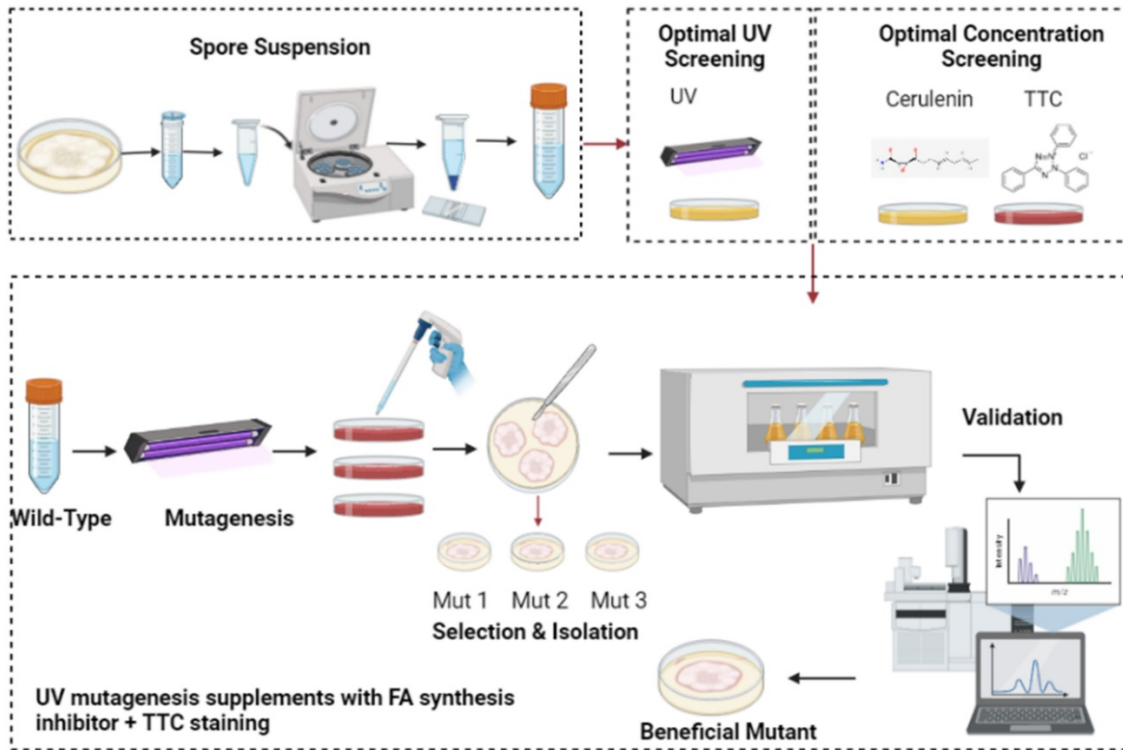 Spore Suspension
Optimal UV
Screening
UV
Optimal Concentration
Screening
Cerulenin
TTC
Cl⁻
Wild-Type
Mutagenesis
Mut 1
Mut 2
Mut 3
Selection & Isolation
Validation
Intensity
m/z
Beneficial Mutant
UV mutagenesis supplements with FA synthesis
inhibitor + TTC staining